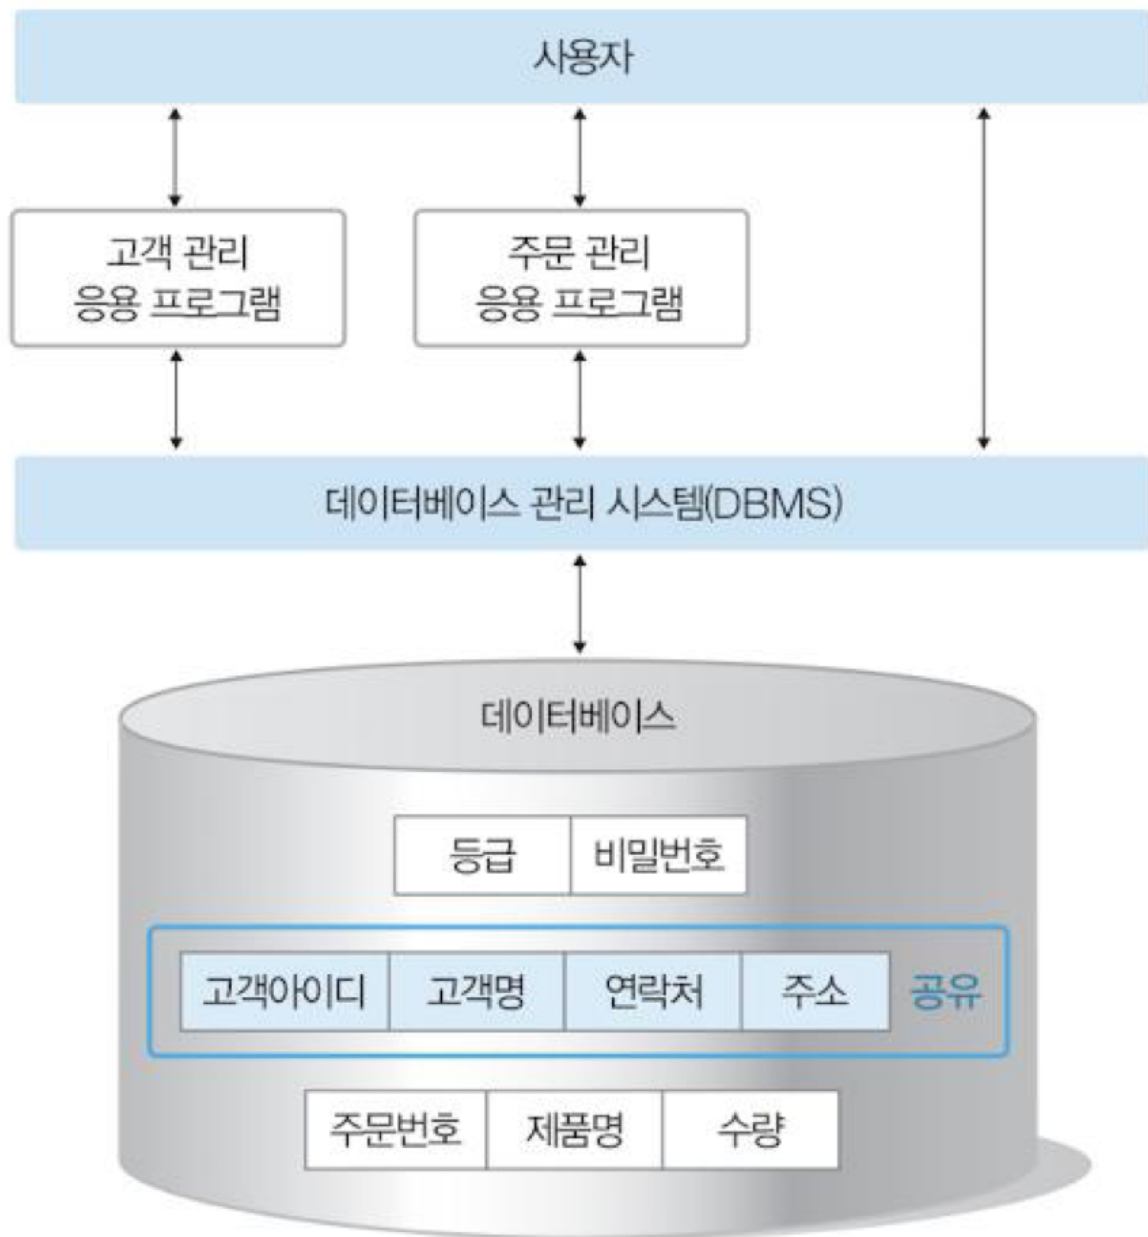 사용자
고객 관리
응용 프로그램
주문 관리
응용 프로그램
데이터베이스 관리 시스템(DBMS)
데이터베이스
등급 비밀번호
고객아이디 고객명 연락처 주소 공유
주문번호 제품명 수량